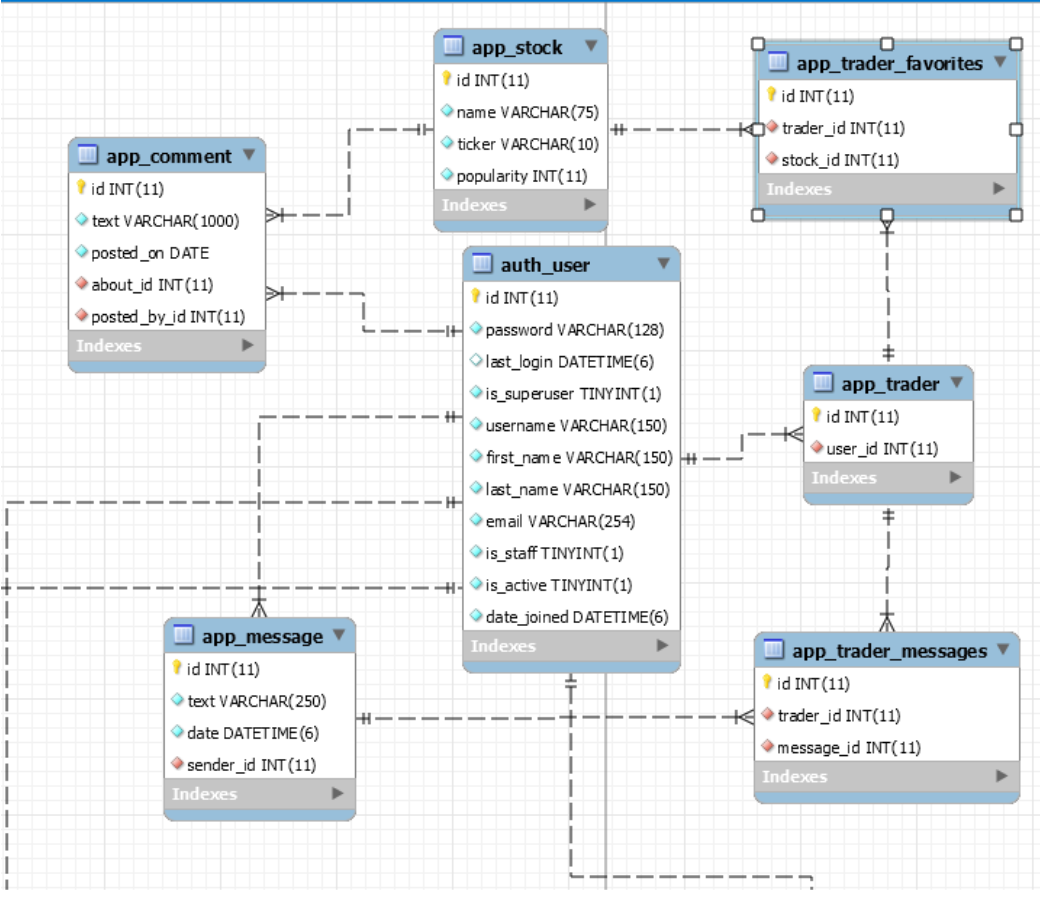 app_stock
id INT(11)
name VARCHAR(75)
ticker VARCHAR(10)
popularity INT(11)
Indexes
app_trader_favorites
id INT(11)
trader_id INT(11)
stock_id INT(11)
Indexes
app_comment
id INT(11)
text VARCHAR(1000)
posted_on DATE
about_id INT(11)
posted_by_id INT(11)
Indexes
auth_user
id INT(11)
password VARCHAR(128)
last_login DATETIME(6)
is_superuser TINYINT(1)
username VARCHAR(150)
first_name VARCHAR(150)
last_name VARCHAR(150)
email VARCHAR(254)
is_staff TINYINT(1)
is_active TINYINT(1)
date_joined DATETIME(6)
Indexes
app_trader
id INT(11)
user_id INT(11)
Indexes
app_message
id INT(11)
text VARCHAR(250)
date DATETIME(6)
sender_id INT(11)
Indexes
app_trader_messages
id INT(11)
trader_id INT(11)
message_id INT(11)
Indexes